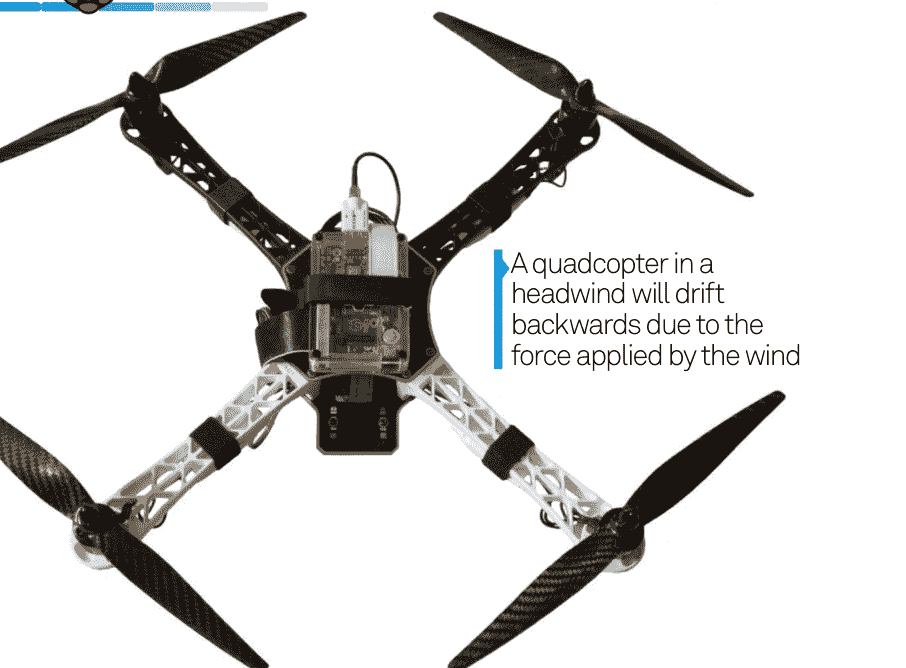 A quadcopter in a
headwind will drift
backwards due to the
force applied by the wind